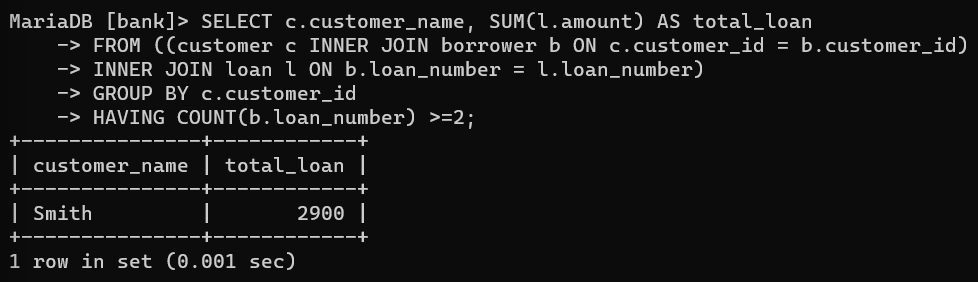 MariaDB [bank]> SELECT c.customer_name, SUM(l.amount) AS total_loan
    -> FROM ((customer c INNER JOIN borrower b ON c.customer_id = b.customer_id)
    -> INNER JOIN loan l ON b.loan_number = l.loan_number)
    -> GROUP BY c.customer_id
    -> HAVING COUNT(b.loan_number) >=2;
+---------------+------------+
| customer_name | total_loan |
+---------------+------------+
| Smith         |       2900 |
+---------------+------------+
1 row in set (0.001 sec)